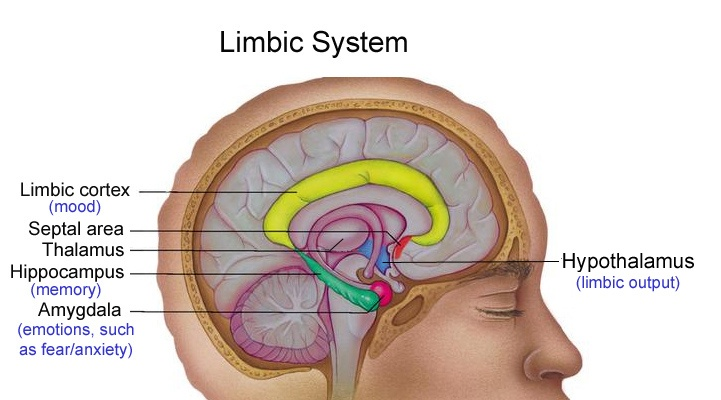 Limbic System
Limbic cortex
(mood)
Septal area
Thalamus
Hippocampus
(memory)
Amygdala
(emotions, such
as fear/anxiety)
Hypothalamus
(limbic output)